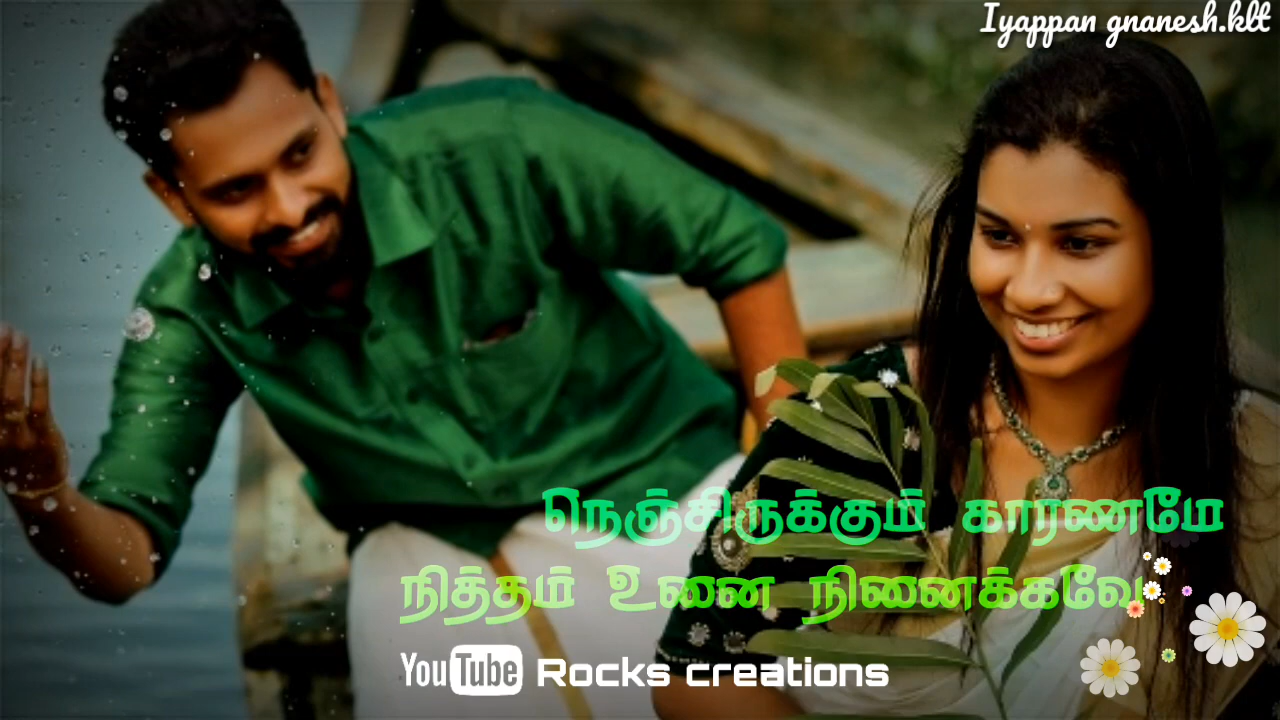 Iyappan gnanesh.klt
நெஞ்சிருக்கும் காரணமே
நித்தம் உனை நினைக்கவே
YouTube Rocks creations